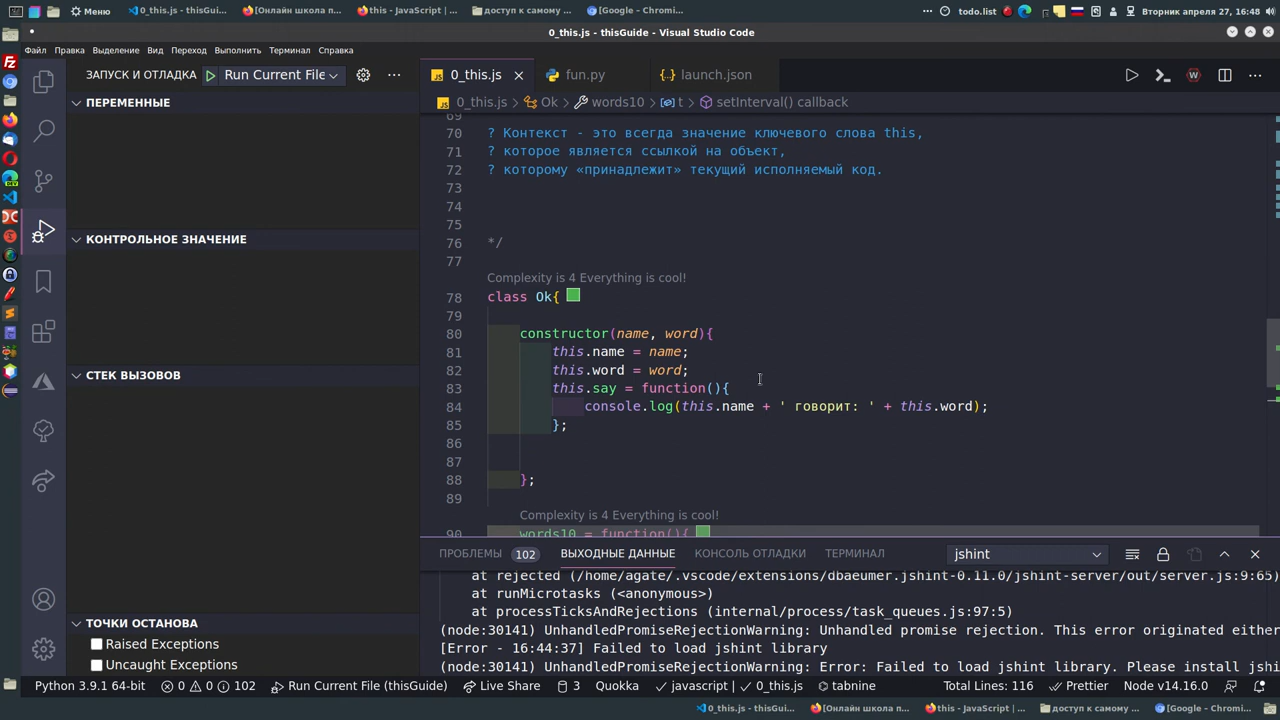 Меню
0_this.js - thisGui...
[Онлайн школа п...
this - JavaScript |...
доступ к самому ...
[Google - Chromi...
todo.list
Вторник апреля 27, 16:48
0_this.js - thisGuide - Visual Studio Code
Файл Правка Выделение Вид Переход Выполнить Терминал Справка
ЗАПУСК И ОТЛАДКА Run Current File
JS 0_this.js fun.py launch.json
ПЕРЕМЕННЫЕ
JS 0_this.js > Ok > words10 > t > setInterval() callback
69
70 ? Контекст - это всегда значение ключевого слова this,
71 ? которое является ссылкой на объект,
72 ? которому «принадлежит» текущий исполняемый код.
73
74
75
76 */
77
КОНТРОЛЬНОЕ ЗНАЧЕНИЕ
Complexity is 4 Everything is cool!
78 class Ok{
79
80 constructor(name, word){
81 this.name = name;
82 this.word = word;
83 this.say = function(){
84 console.log(this.name + ' говорит: ' + this.word);
85 };
86
87
88 };
89
СТЕК ВЫЗОВОВ
Complexity is 4 Everything is cool!
90 words10 = function(){
ПРОБЛЕМЫ 102 ВЫХОДНЫЕ ДАННЫЕ КОНСОЛЬ ОТЛАДКИ ТЕРМИНАЛ jshint
at rejected (/home/agate/.vscode/extensions/dbaeumer.jshint-0.11.0/jshint-server/out/server.js:9:65)
at runMicrotasks (<anonymous>)
at processTicksAndRejections (internal/process/task_queues.js:97:5)
(node:30141) UnhandledPromiseRejectionWarning: Unhandled promise rejection. This error originated either
[Error - 16:44:37] Failed to load jshint library
(node:30141) UnhandledPromiseRejectionWarning: Error: Failed to load jshint library. Please install jshi
ТОЧКИ ОСТАНОВА
Raised Exceptions
Uncaught Exceptions
Python 3.9.1 64-bit 0 0 102 Run Current File (thisGuide) Live Share 3 Quokka javascript | 0_this.js tabnine Total Lines: 116 Prettier Node v14.16.0
0_this.js - thisGui...
[Онлайн школа п...
this - JavaScript | ...
доступ к самому ...
[Google - Chromi...